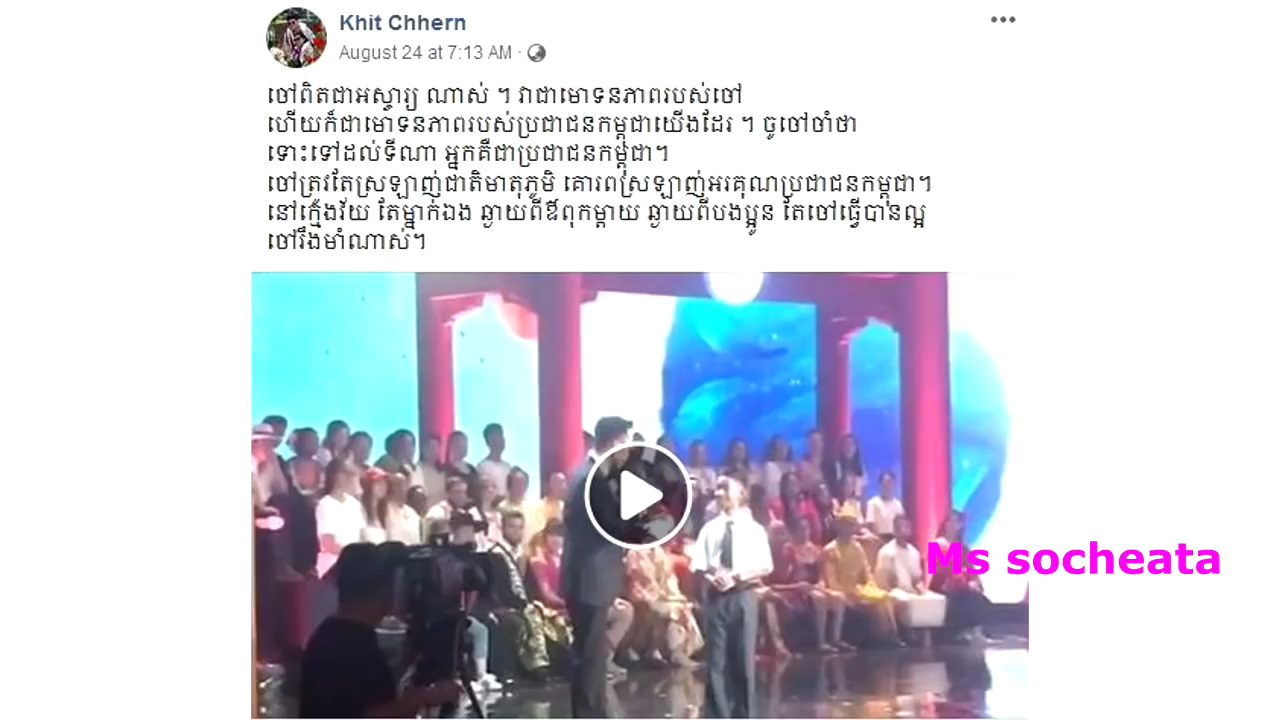 Khit Chhern
August 24 at 7:13 AM ·
ចៅពិតជាអស្ចារ្យ ណាស់ ។ វាជាមោទនភាពរបស់ចៅ
ហើយក៏ជាមោទនភាពរបស់ប្រជាជនកម្ពុជាយើងដែរ ។ ចូចៅចាំថា
ទោះទៅដល់ទីណា អ្នកគឺជាប្រជាជនកម្ពុជា។
ចៅត្រូវតែស្រឡាញ់ជាតិមាតុភូមិ គោរពស្រឡាញ់អរគុណប្រជាជនកម្ពុជា។
នៅក្មេងវ័យ តែម្នាក់ឯង ឆ្ងាយពីឪពុកម្តាយ ឆ្ងាយពីបងប្អូន តែចៅធ្វើបានល្អ
ចៅរឹងមាំណាស់។
Ms socheata